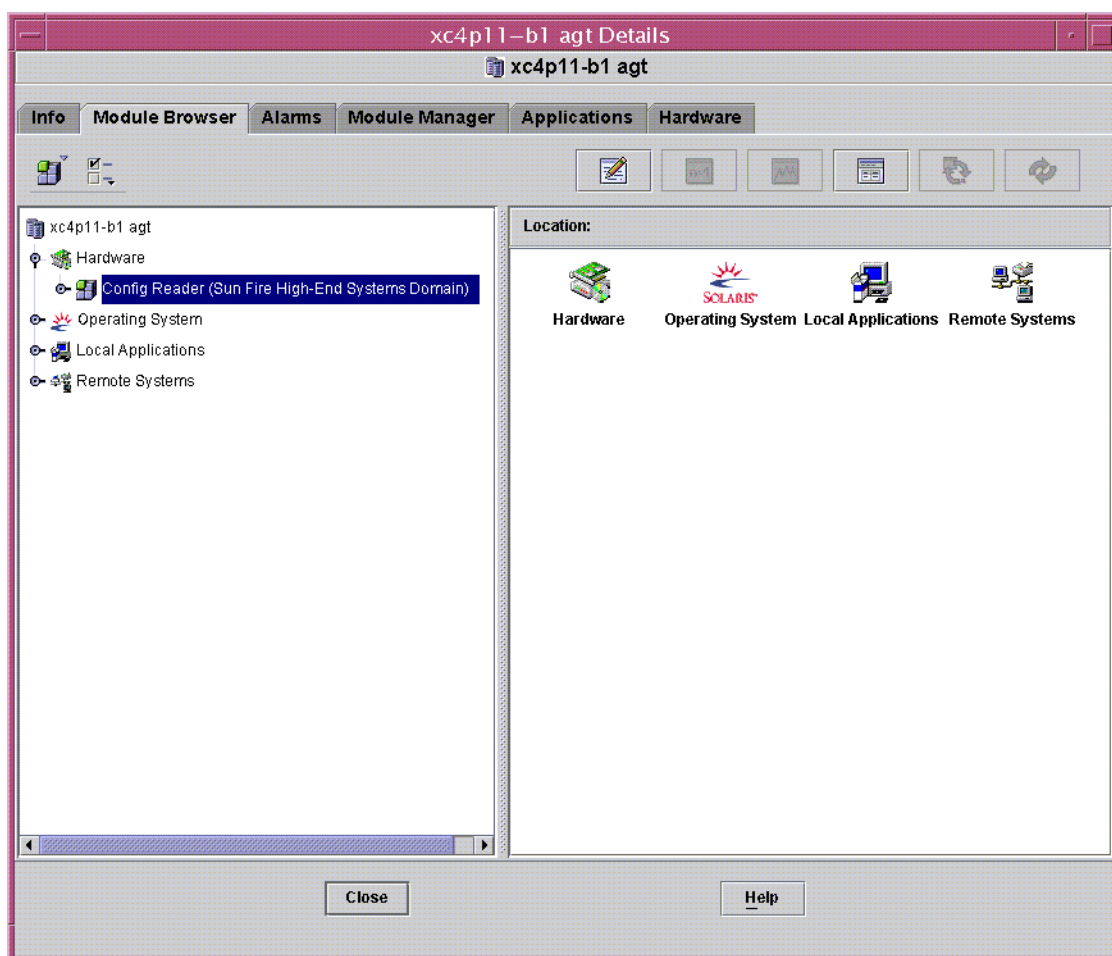 xc4p11–b1 agt Details
xc4p11-b1 agt
Info Module Browser Alarms Module Manager Applications Hardware
xc4p11-b1 agt
Hardware
Config Reader (Sun Fire High-End Systems Domain)
Operating System
Local Applications
Remote Systems
Location:
SOLARIS
Hardware Operating System Local Applications Remote Systems
Close Help